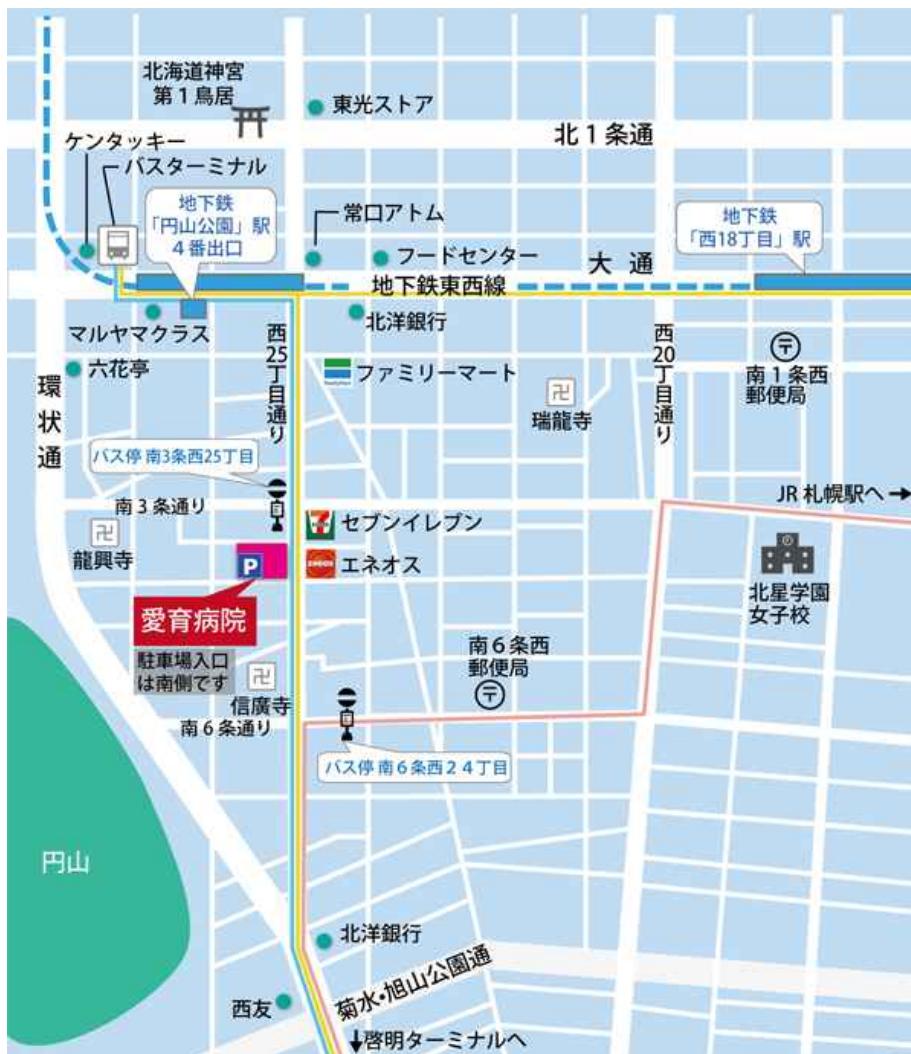 北海道神宮
第1鳥居
東光ストア
北1条通
ケンタッキー
バスターミナル
地下鉄
「円山公園」駅
4番出口
常口アトム
地下鉄
「西18丁目」駅
フードセンター
大通
地下鉄東西線
マルヤマクラス
北洋銀行
六花亭
西25丁目通り
ファミリーマート
FamilyMart
西20丁目通り
南1条西
郵便局
環状通
瑞龍寺
バス停 南3条西25丁目
南3条通り
JR 札幌駅へ→
セブンイレブン
龍興寺
P
ENEOS
エネオス
北星学園
女子校
愛育病院
駐車場入口
は南側です
南6条西
郵便局
信廣寺
南6条通り
バス停 南6条西24丁目
円山
北洋銀行
菊水・旭山公園通
西友
↓啓明ターミナルへ